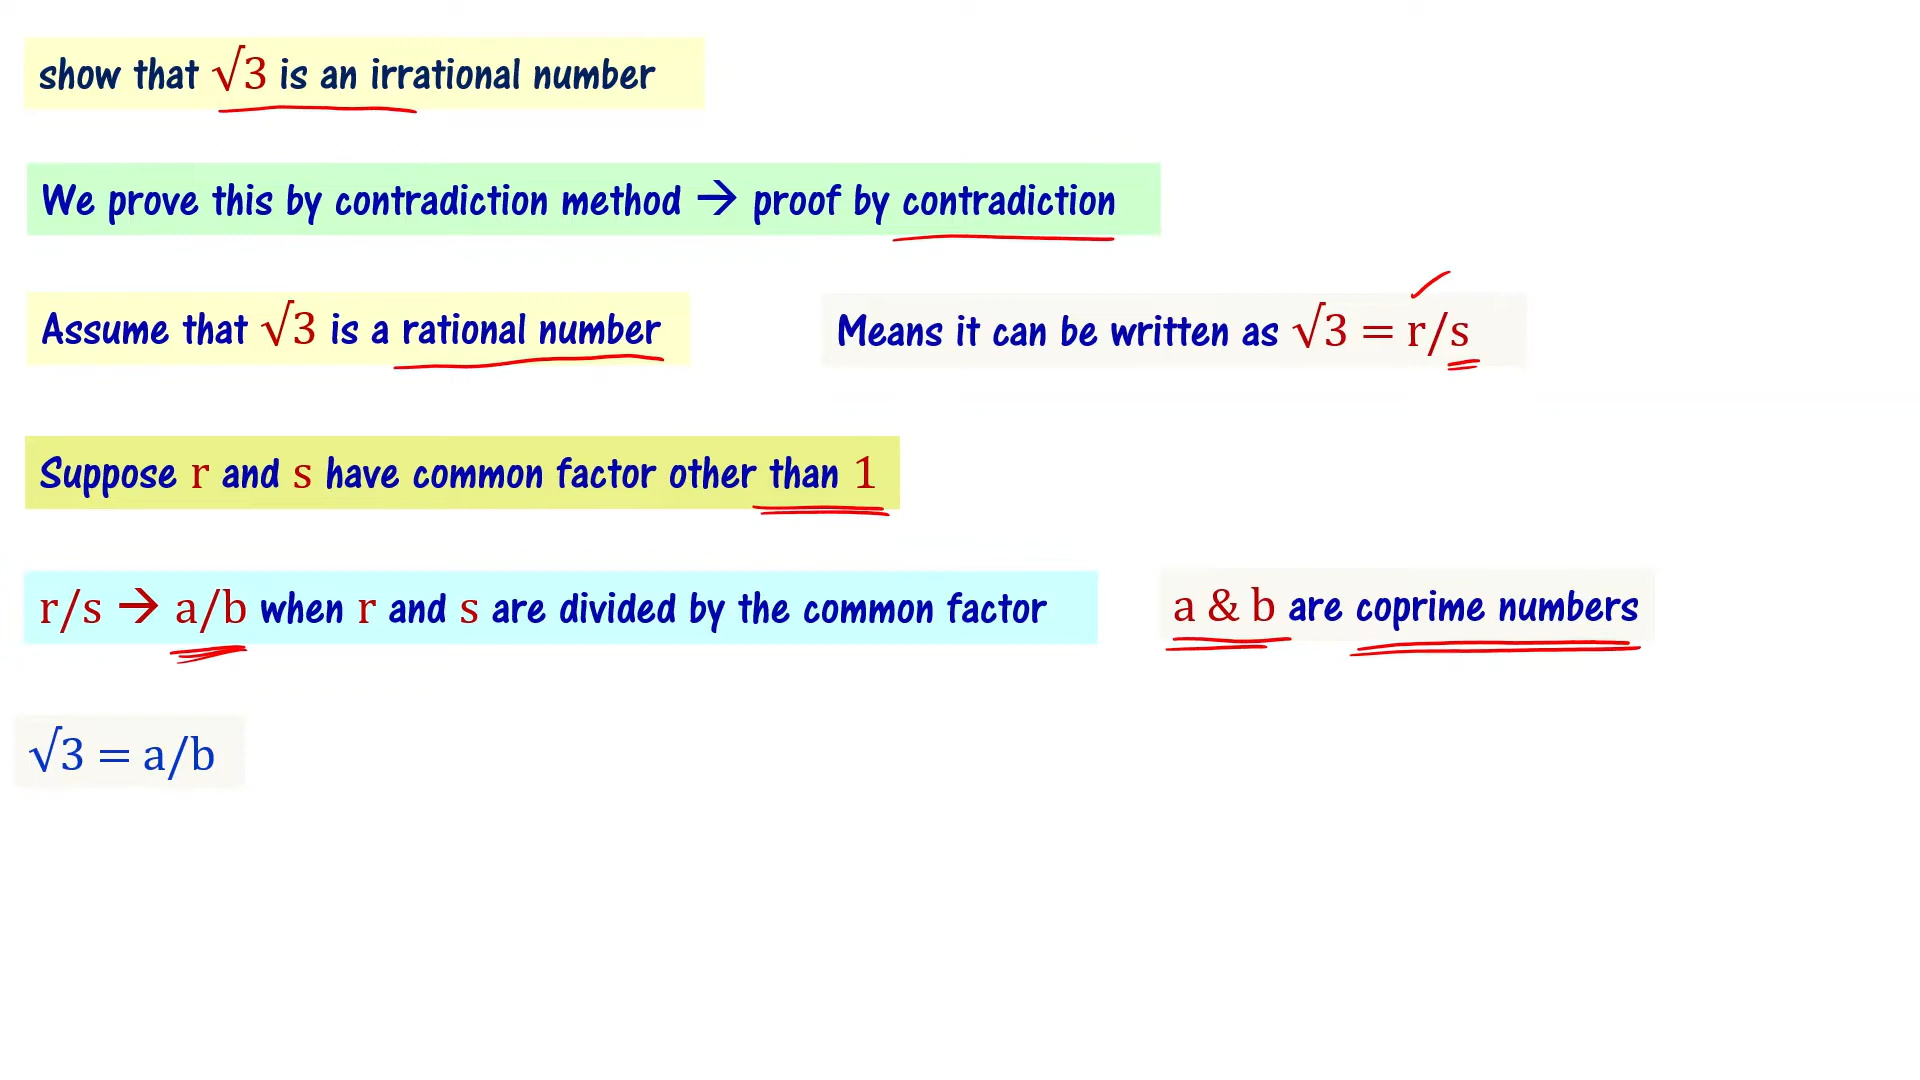 show that √3 is an irrational number
We prove this by contradiction method → proof by contradiction
Assume that √3 is a rational number
Means it can be written as √3 = r/s
Suppose r and s have common factor other than 1
r/s → a/b when r and s are divided by the common factor
a & b are coprime numbers
√3 = a/b